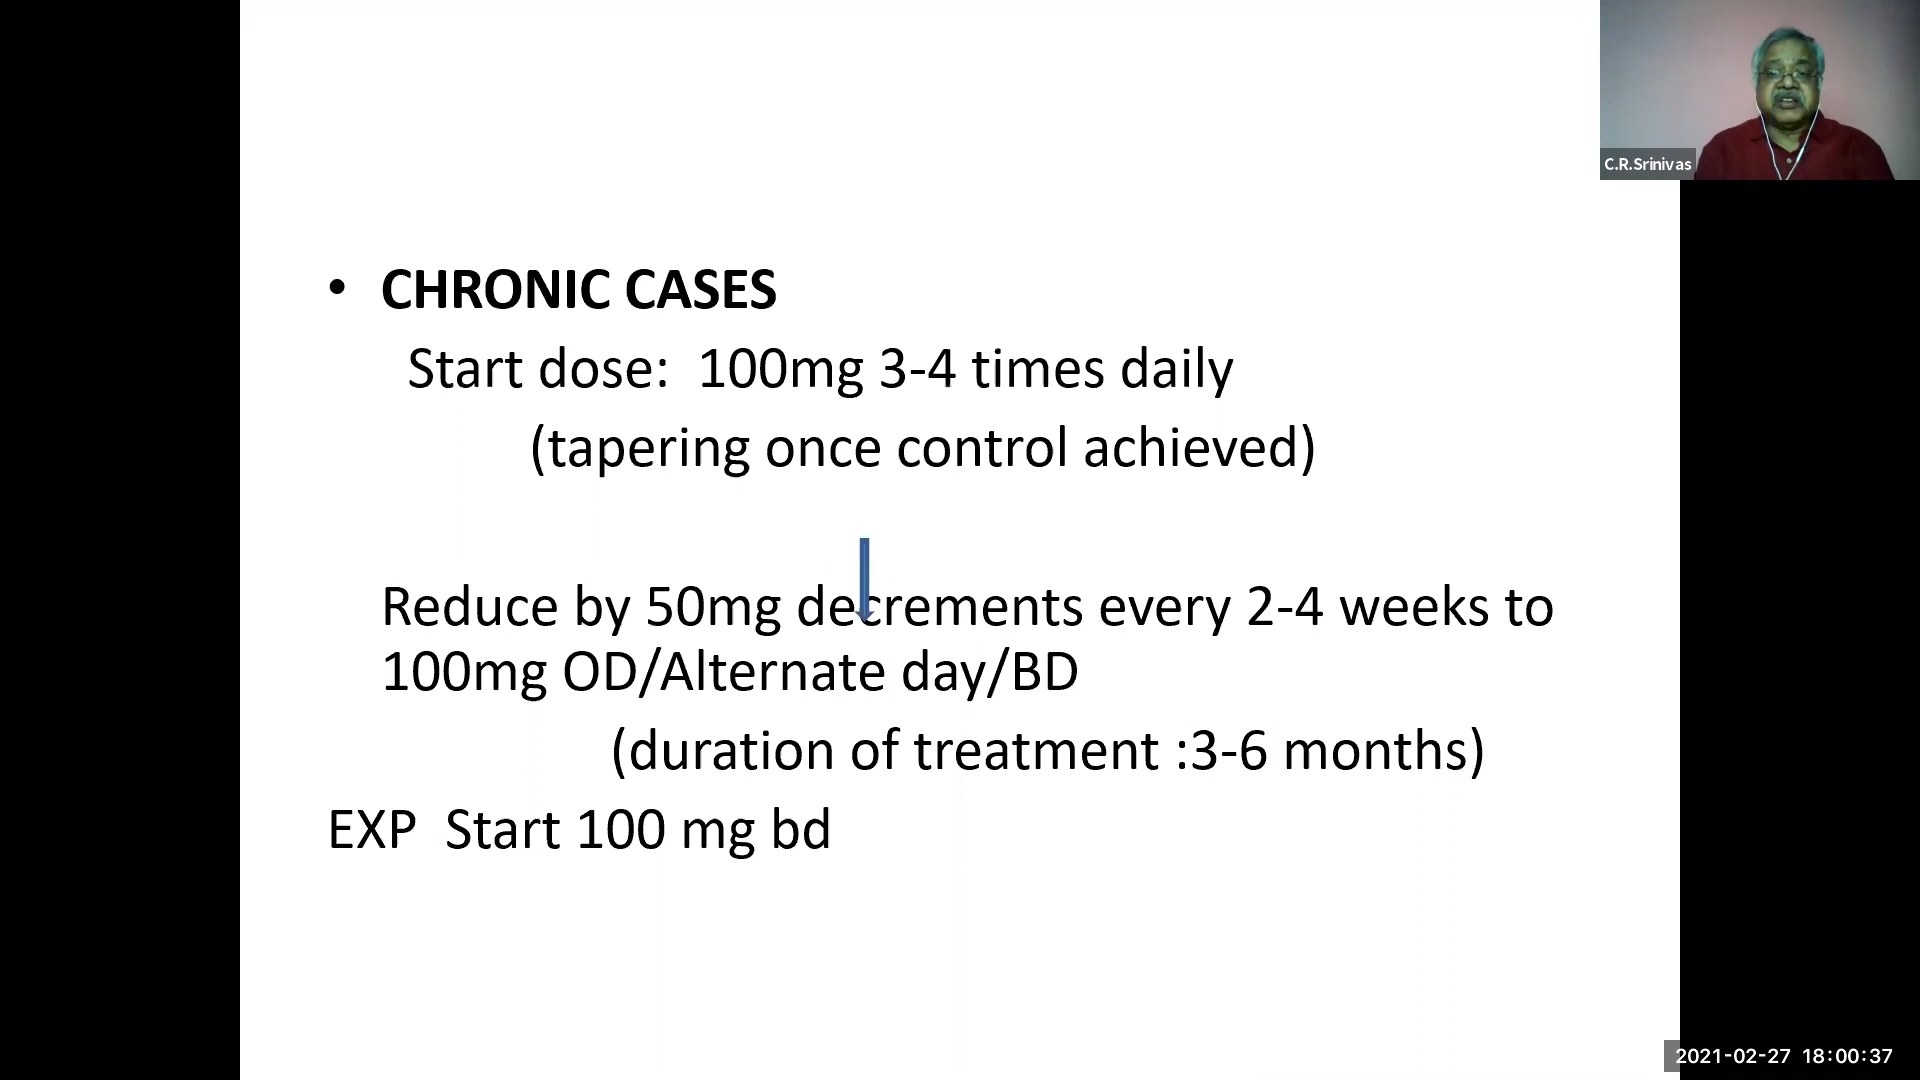 C.R.Srinivas
• CHRONIC CASES
Start dose: 100mg 3-4 times daily
(tapering once control achieved)
Reduce by 50mg decrements every 2-4 weeks to
100mg OD/Alternate day/BD
(duration of treatment :3-6 months)
EXP Start 100 mg bd
2021-02-27 18:00:37